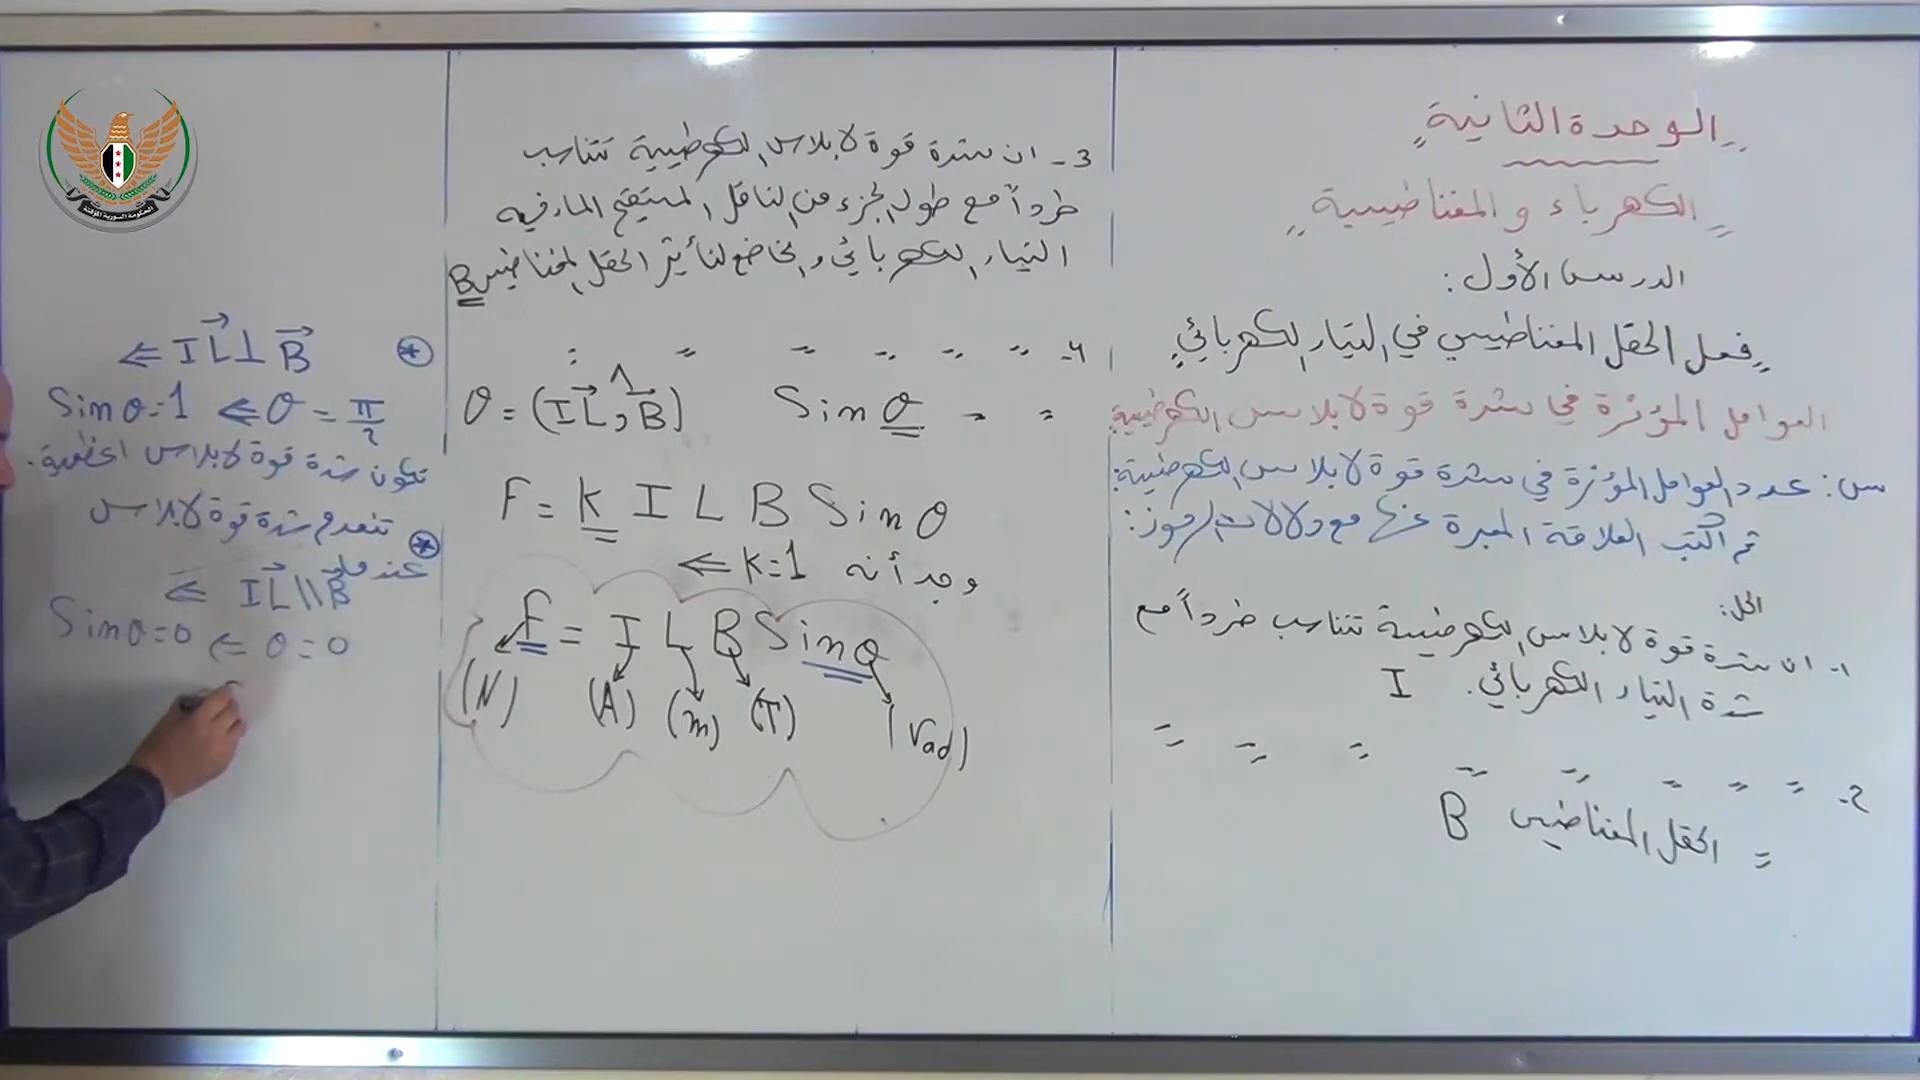 "الوحدة الثانية"
"الكهرباء والمغناطيسية"
الدرس الأول:
"فعل الحقل المغناطيسي في التيار الكهربائي"
العوامل المؤثرة في شدة قوة لابلاس الكهرطيسية:
س: عدد العوامل المؤثرة في شدة قوة لابلاس الكهرطيسية:
ثم اكتب العلاقة المعبرة عنها مع دلالات الرموز:
الحل:
1- ان شدة قوة لابلاس الكهرطيسية تتناسب طرداً مع
شدة التيار الكهربائي. I
2- = = = = = = = =
= الحقل المغناطيسي B
3- ان شدة قوة لابلاس الكهرطيسية تتناسب
طرداً مع طول الجزء من الناقل المستقيم المار فيه
التيار الكهربائي والخاضع لتأثير الحقل المغناطيسي B
4- = = = = = :
= = Sin θ θ = (IL⃗ , B⃗)
F = k I L B Sin θ
وجد أنه k=1 ⇐
F = I L B Sin θ
(N) (A) (m) (T) (rad)
⊛ IL⃗ ⊥ B⃗ ⇐
θ = π/2 ⇐ Sin θ = 1
تكون شدة قوة لابلاس اعظمية.
⊛ تنعدم شدة قوة لابلاس
عندما IL⃗ \\ B⃗ ⇐
θ = 0 ⇐ Sin θ = 0
الحكومة السورية المؤقتة